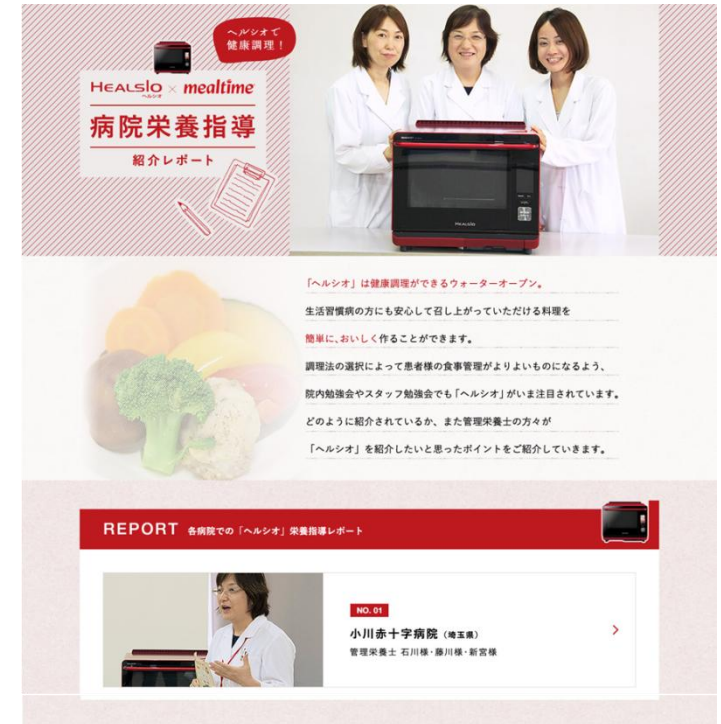 ヘルシオで
健康調理！
HEALSIO × mealtime
ヘルシオ
病院栄養指導
紹介レポート
HEALSIO
「ヘルシオ」は健康調理ができるウォーターオーブン。
生活習慣病の方にも安心して召し上がっていただける料理を
簡単に、おいしく作ることができます。
調理法の選択によって患者様の食事管理がよりよいものになるよう、
院内勉強会やスタッフ勉強会でも「ヘルシオ」がいま注目されています。
どのように紹介されているか、また管理栄養士の方々が
「ヘルシオ」を紹介したいと思ったポイントをご紹介していきます。
REPORT 各病院での「ヘルシオ」栄養指導レポート
NO. 01
小川赤十字病院（埼玉県）
管理栄養士 石川様・藤川様・新宮様